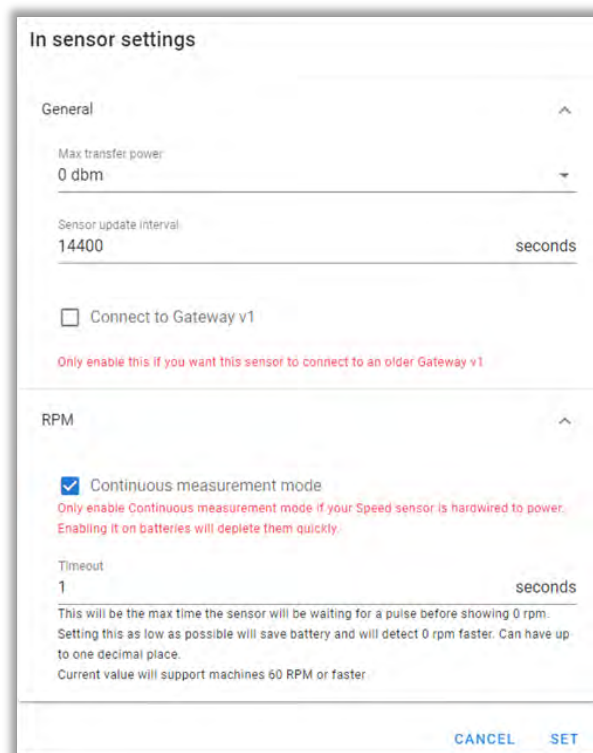 In sensor settings
General
Max transfer power
0 dbm
Sensor update interval
14400 seconds
Connect to Gateway v1
Only enable this if you want this sensor to connect to an older Gateway v1
RPM
Continuous measurement mode
Only enable Continuous measurement mode if your Speed sensor is hardwired to power.
Enabling it on batteries will deplete them quickly.
Timeout
1 seconds
This will be the max time the sensor will be waiting for a pulse before showing 0 rpm.
Setting this as low as possible will save battery and will detect 0 rpm faster. Can have up
to one decimal place.
Current value will support machines 60 RPM or faster
CANCEL SET